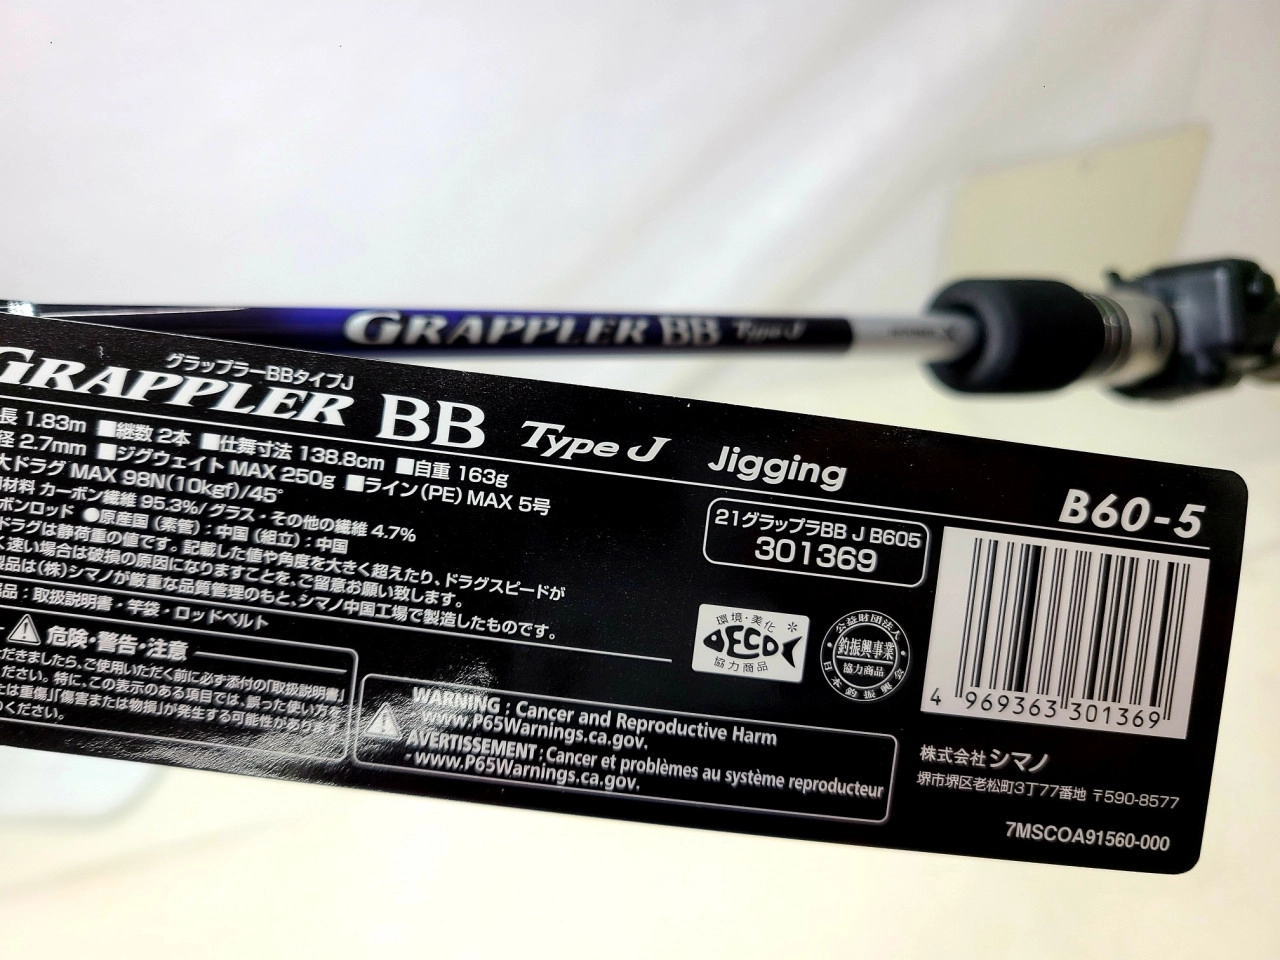 GRAPPLER BB Type J
グラップラーBBタイプJ
GRAPPLER BB Type J Jigging
長 1.83m ■継数 2本 ■仕舞寸法 138.8cm ■自重 163g
径 2.7mm ■ジグウェイト MAX 250g ■ライン(PE) MAX 5号
大ドラグ MAX 98N(10kgf)/45°
材料 カーボン繊維 95.3%/グラス・その他の繊維 4.7%
ボンロッド ●原産国 (素管) : 中国 (組立) : 中国
ドラグは静荷重の値です。記載した値や角度を大きく超えたり、ドラグスピードが
く速い場合は破損の原因になりますことを、ご留意お願い致します。
製品は(株)シマノが厳重な品質管理のもと、シマノ中国工場で製造したものです。
品 : 取扱説明書・竿袋・ロッドベルト
B60-5
21グラップラBB J B605
301369
環境・美化
ECO
協力商品
公益財団法人
釣振興事業
協力商品
日本釣振興会
4 969363 301369
危険・警告・注意
だきましたら、ご使用いただく前に必ず添付の「取扱説明書」
ださい。特に、この表示のある項目では、誤った使い方を
たは重傷」「傷害または物損」が発生する可能性があります
ください。
WARNING : Cancer and Reproductive Harm
- www.P65Warnings.ca.gov.
AVERTISSEMENT : Cancer et problèmes au système reproducteur
- www.P65Warnings.ca.gov.
株式会社 シマノ
堺市堺区老松町3丁77番地 〒590-8577
7MSCOA91560-000